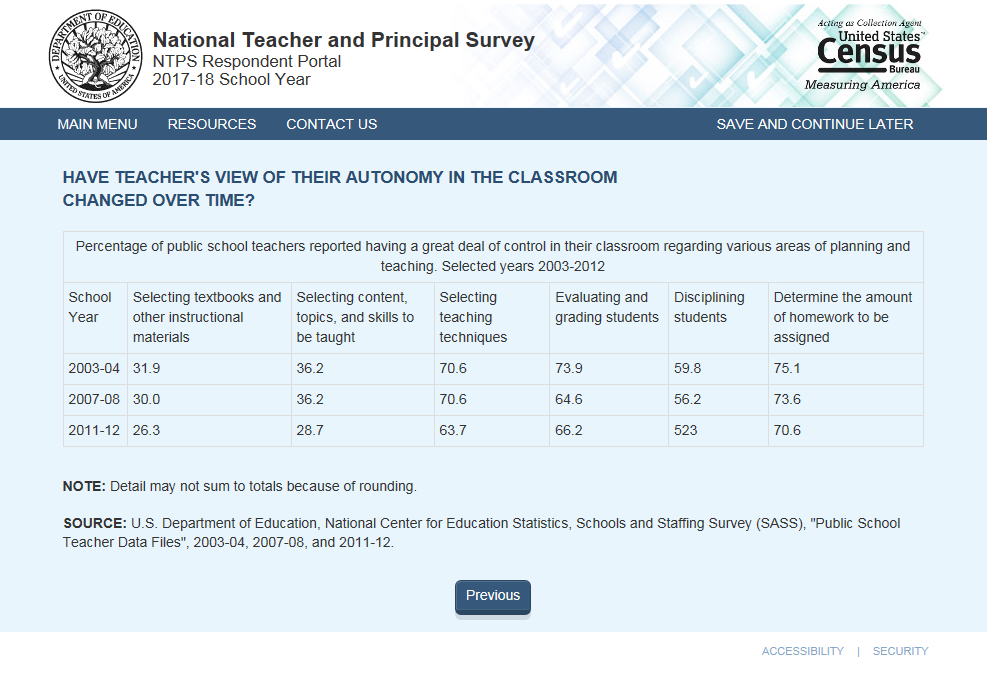 DEPARTMENT OF EDUCATION
UNITED STATES OF AMERICA
National Teacher and Principal Survey
NTPS Respondent Portal
2017-18 School Year
Acting as Collection Agent
United States™
Census
Bureau
Measuring America
MAIN MENU RESOURCES CONTACT US SAVE AND CONTINUE LATER
HAVE TEACHER'S VIEW OF THEIR AUTONOMY IN THE CLASSROOM
CHANGED OVER TIME?
Percentage of public school teachers reported having a great deal of control in their classroom regarding various areas of planning and
teaching. Selected years 2003-2012
School Selecting textbooks and Selecting content, Selecting Evaluating and Disciplining Determine the amount
Year other instructional topics, and skills to teaching grading students students of homework to be
materials be taught techniques assigned
2003-04 31.9 36.2 70.6 73.9 59.8 75.1
2007-08 30.0 36.2 70.6 64.6 56.2 73.6
2011-12 26.3 28.7 63.7 66.2 523 70.6
NOTE: Detail may not sum to totals because of rounding.
SOURCE: U.S. Department of Education, National Center for Education Statistics, Schools and Staffing Survey (SASS), "Public School
Teacher Data Files", 2003-04, 2007-08, and 2011-12.
Previous
ACCESSIBILITY | SECURITY